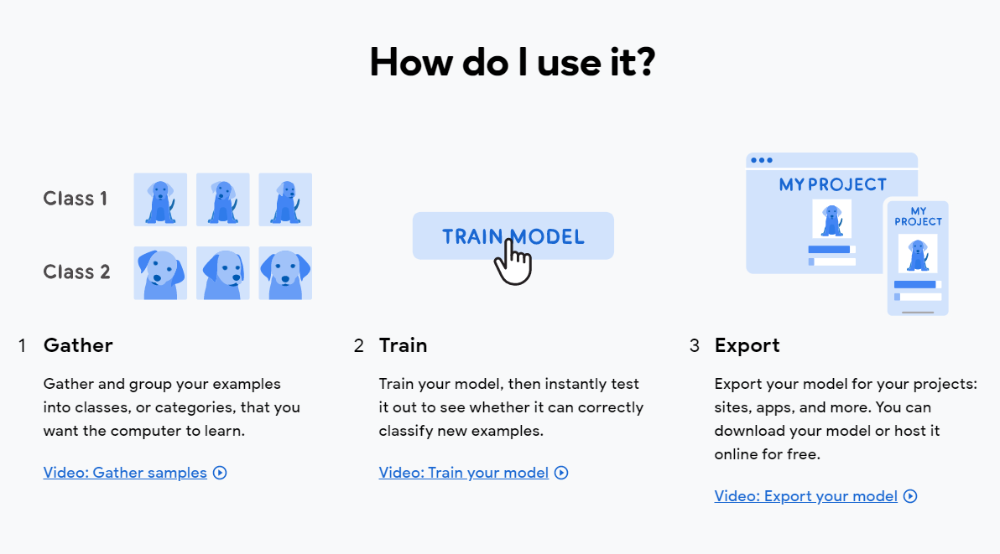 How do I use it?
Class 1
Class 2
TRAIN MODEL
MY PROJECT
MY
PROJECT
1 Gather
Gather and group your examples
into classes, or categories, that you
want the computer to learn.
Video: Gather samples
2 Train
Train your model, then instantly test
it out to see whether it can correctly
classify new examples.
Video: Train your model
3 Export
Export your model for your projects:
sites, apps, and more. You can
download your model or host it
online for free.
Video: Export your model